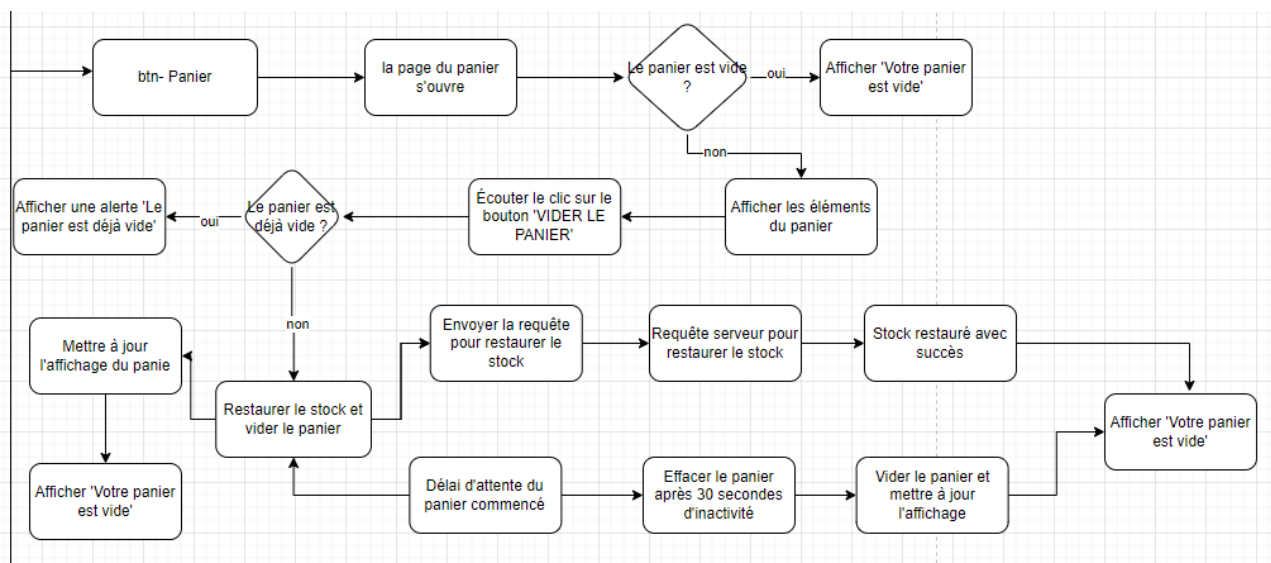 btn- Panier
la page du panier
s'ouvre
Le panier est vide
?
oui
Afficher 'Votre panier
est vide'
non
Afficher une alerte 'Le
panier est déjà vide'
oui
Le panier est
déjà vide ?
Écouter le clic sur le
bouton 'VIDER LE
PANIER'
Afficher les éléments
du panier
non
Mettre à jour
l'affichage du panie
Envoyer la requête
pour restaurer le
stock
Requête serveur pour
restaurer le stock
Stock restauré avec
succès
Restaurer le stock et
vider le panier
Afficher 'Votre panier
est vide'
Afficher 'Votre panier
est vide'
Délai d'attente du
panier commencé
Effacer le panier
après 30 secondes
d'inactivité
Vider le panier et
mettre à jour
l'affichage